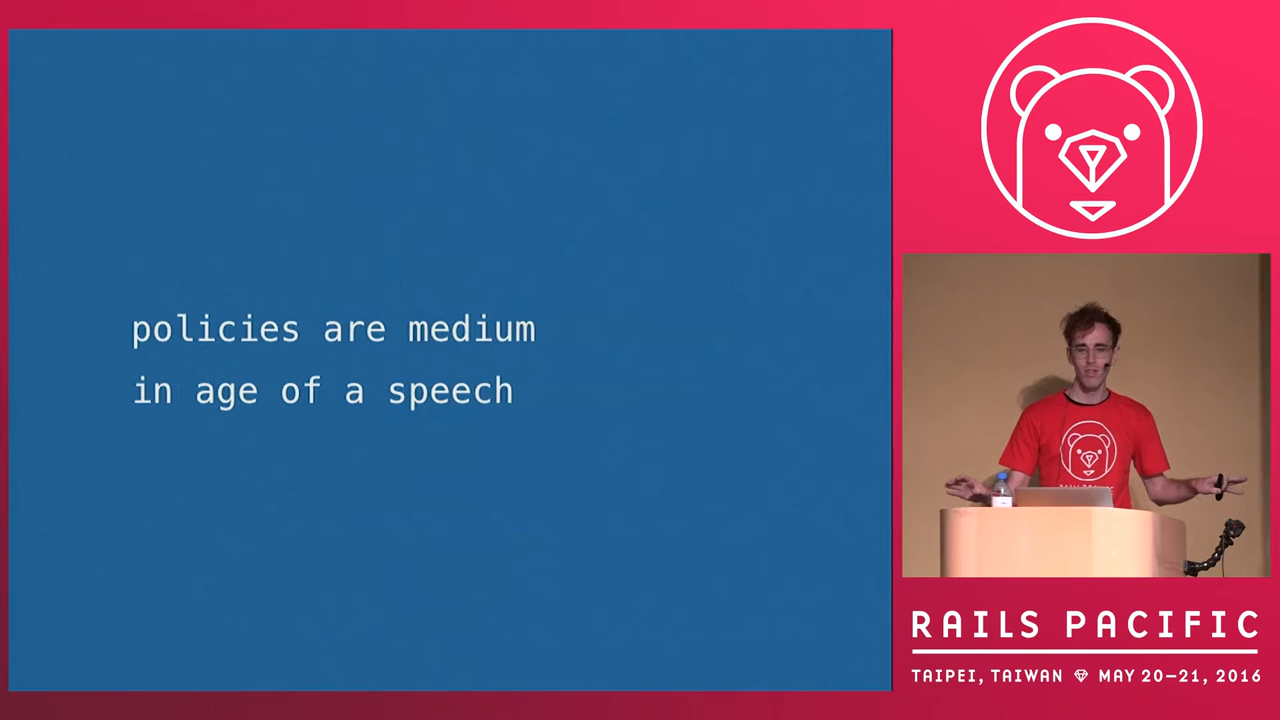 policies are medium
in age of a speech
RAILS PACIFIC
TAIPEI, TAIWAN MAY 20–21, 2016